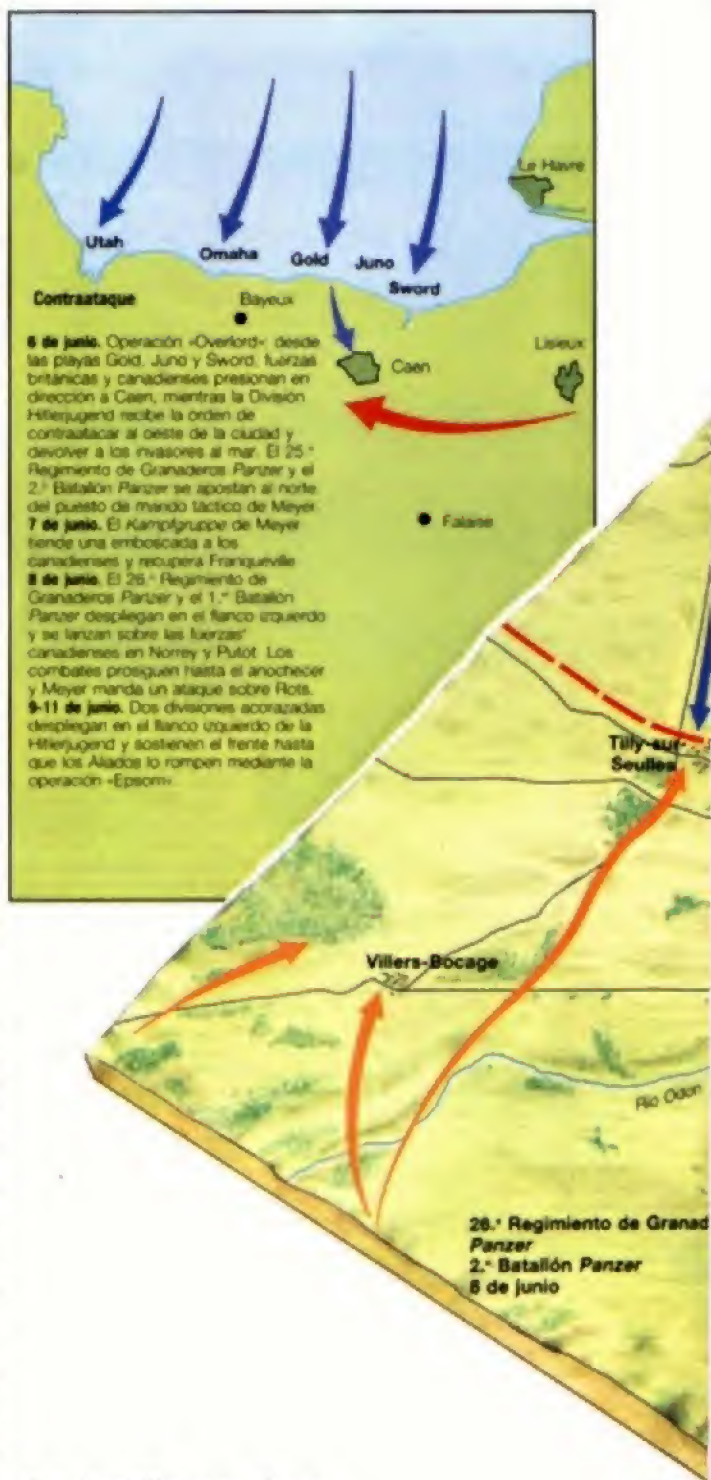 Le Havre
Utah
Omaha
Gold
Juno
Sword
Contraataque
Bayeux
Caen
Lisieux
Falaise
6 de junio. Operación «Overlord»: desde
las playas Gold, Juno y Sword, fuerzas
británicas y canadienses presionan en
dirección a Caen, mientras la División
Hitlerjugend recibe la orden de
contraatacar al oeste de la ciudad y
devolver a los invasores al mar. El 25.º
Regimiento de Granaderos Panzer y el
2.º Batallón Panzer se apostan al norte
del puesto de mando táctico de Meyer.
7 de junio. El Kampfgruppe de Meyer
tiende una emboscada a los
canadienses y recupera Franqueville.
8 de junio. El 26.º Regimiento de
Granaderos Panzer y el 1.er Batallón
Panzer despliegan en el flanco izquierdo
y se lanzan sobre las fuerzas
canadienses en Norrey y Putot. Los
combates prosiguen hasta el anochecer
y Meyer manda un ataque sobre Rots.
9-11 de junio. Dos divisiones acorazadas
despliegan en el flanco izquierdo de la
Hitlerjugend y sostienen el frente hasta
que los Aliados lo rompen mediante la
operación «Epsom».
Tilly-sur-
Seulles
Villers-Bocage
Río Odon
26.º Regimiento de Granad
Panzer
2.º Batallón Panzer
8 de junio